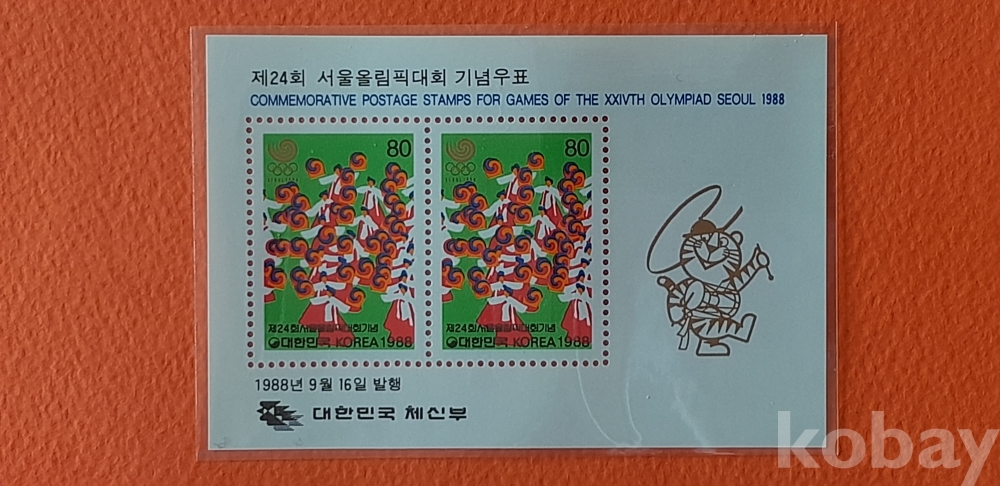 제24회 서울올림픽대회 기념우표
COMMEMORATIVE POSTAGE STAMPS FOR GAMES OF THE XXIVTH OLYMPIAD SEOUL 1988
80
SEOUL 1988
제24회서울올림픽대회기념
대한민국 KOREA 1988
80
SEOUL 1988
제24회서울올림픽대회기념
대한민국 KOREA 1988
1988년 9월 16일 발행
대한민국 체신부
kobay